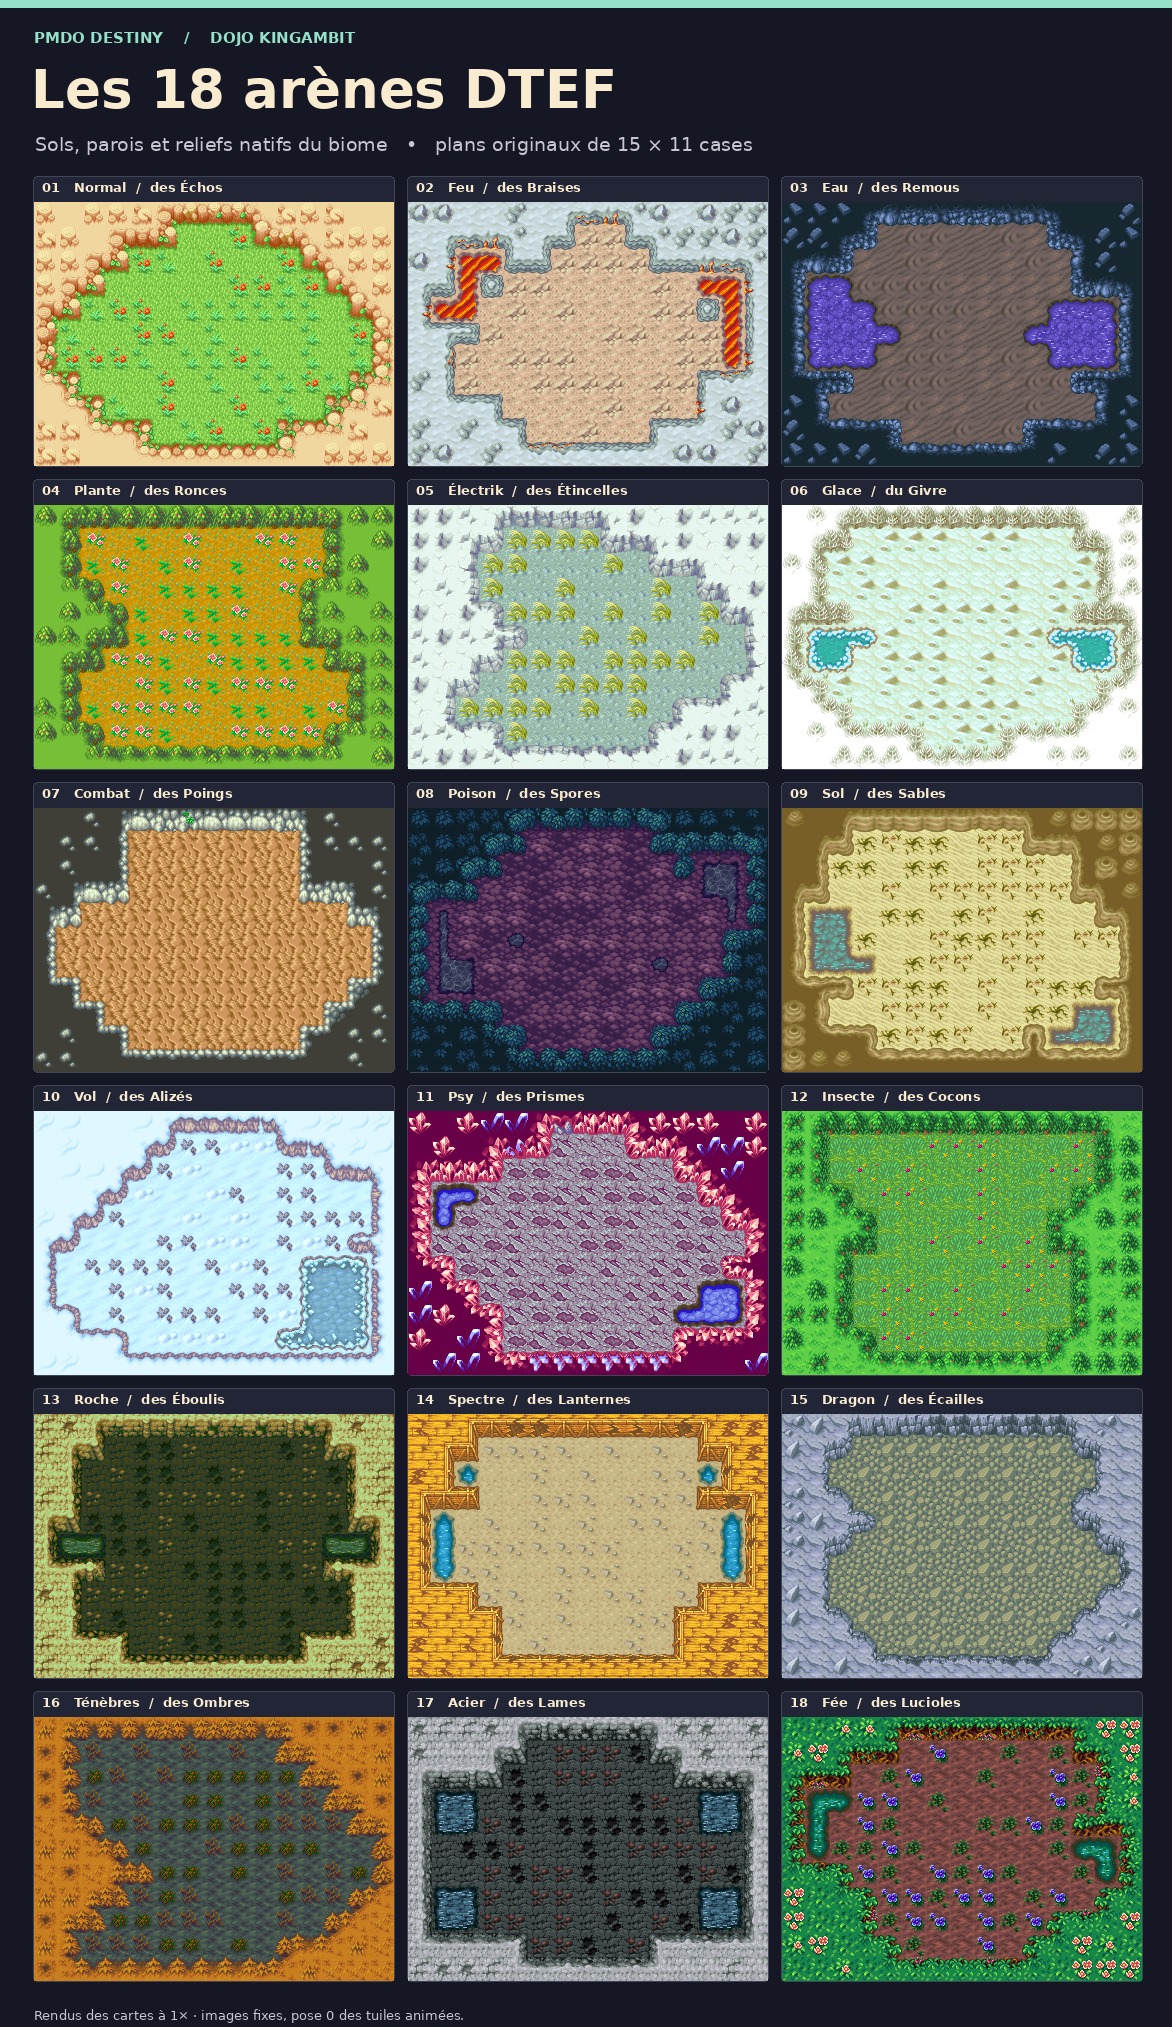 PMDO DESTINY / DOJO KINGAMBIT
Les 18 arènes DTEF
Sols, parois et reliefs natifs du biome • plans originaux de 15 × 11 cases
01 Normal / des Échos
02 Feu / des Braises
03 Eau / des Remous
04 Plante / des Ronces
05 Électrik / des Étincelles
06 Glace / du Givre
07 Combat / des Poings
08 Poison / des Spores
09 Sol / des Sables
10 Vol / des Alizés
11 Psy / des Prismes
12 Insecte / des Cocons
13 Roche / des Éboulis
14 Spectre / des Lanternes
15 Dragon / des Écailles
16 Ténèbres / des Ombres
17 Acier / des Lames
18 Fée / des Lucioles
Rendus des cartes à 1× · images fixes, pose 0 des tuiles animées.